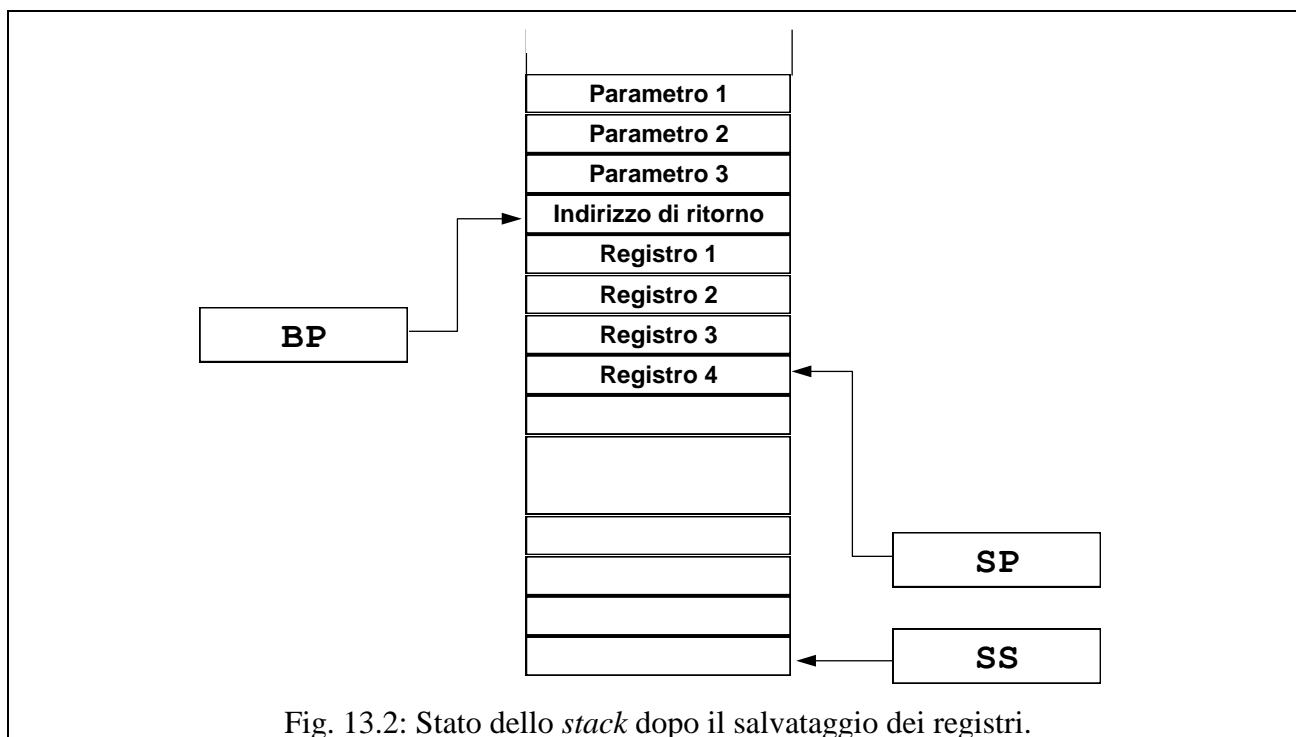 Parametro 1
Parametro 2
Parametro 3
Indirizzo di ritorno
Registro 1
Registro 2
BP
Registro 3
Registro 4
SP
SS
Fig. 13.2: Stato dello stack dopo il salvataggio dei registri.